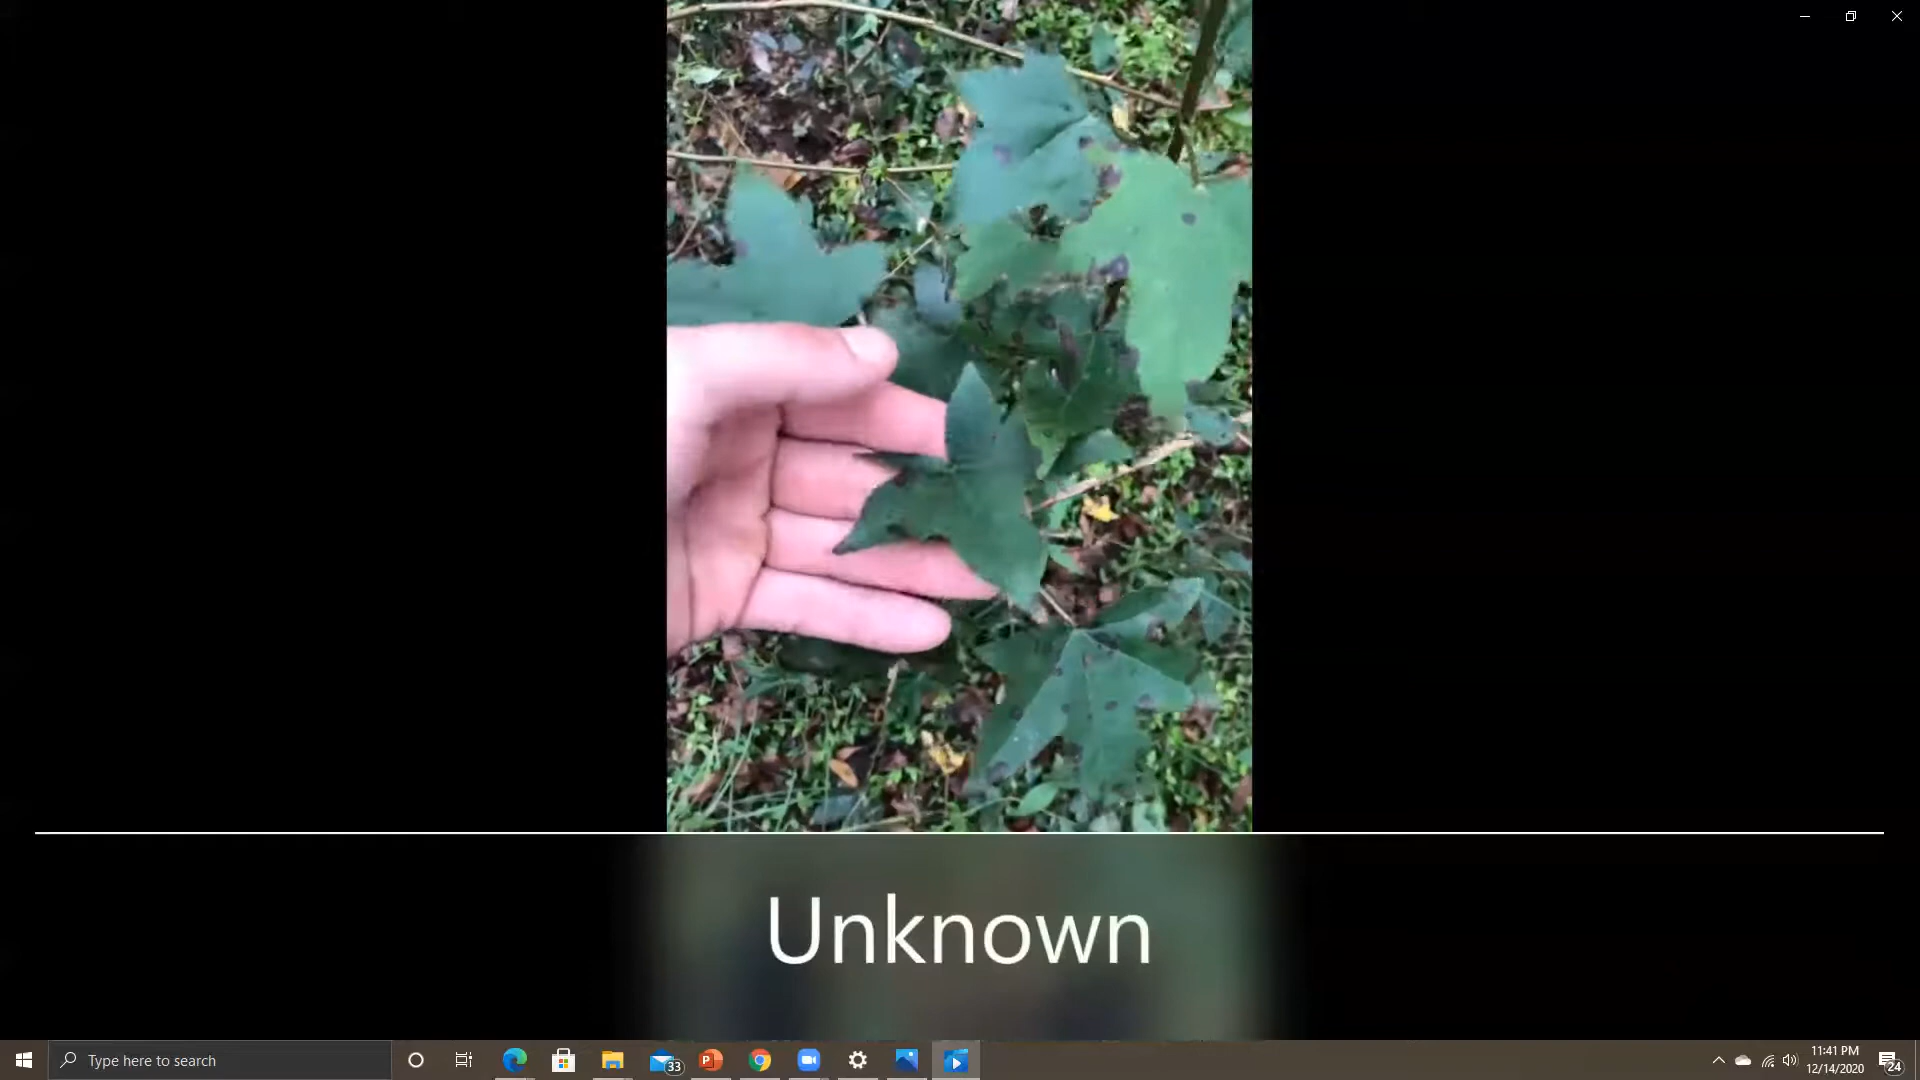 Unknown
Type here to search
33
P
11:41 PM
12/14/2020
24